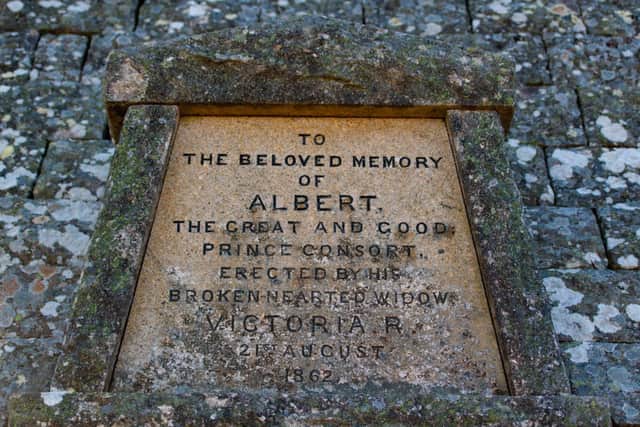 TO
THE BELOVED MEMORY
OF
ALBERT,
THE GREAT AND GOOD;
PRINCE CONSORT.
ERECTED BY HIS
BROKEN-HEARTED WIDOW,
VICTORIA. R.
21ST AUGUST
1862